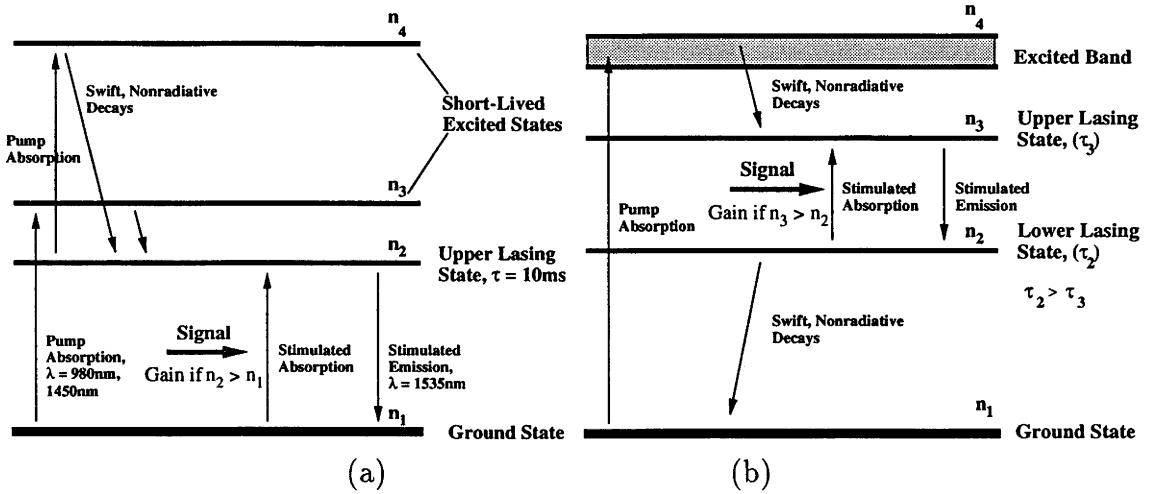 n4
Swift, Nonradiative
Decays
Short-Lived
Excited States
Pump
Absorption
n3
n2
Upper Lasing
State, τ = 10ms
Pump
Absorption,
λ = 980nm,
1450nm
Signal
Gain if n2 > n1
Stimulated
Absorption
Stimulated
Emission,
λ = 1535nm
n1
Ground State
(a)
n4
Excited Band
Swift, Nonradiative
Decays
n3
Upper Lasing
State, (τ3)
Pump
Absorption
Signal
Gain if n3 > n2
Stimulated
Absorption
Stimulated
Emission
n2
Lower Lasing
State, (τ2)
τ2 > τ3
Swift, Nonradiative
Decays
n1
Ground State
(b)